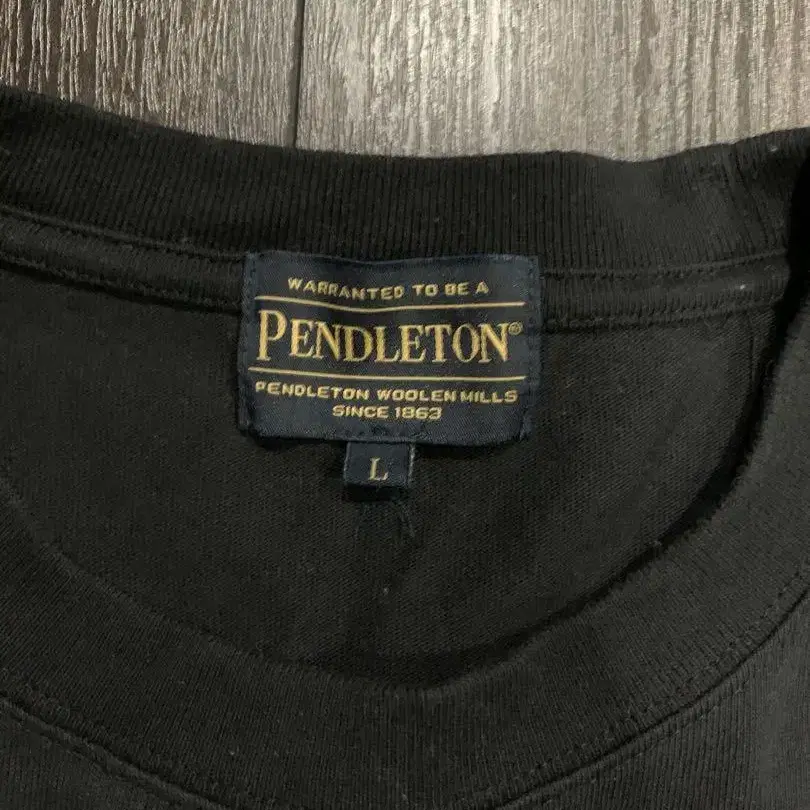 WARRANTED TO BE A
PENDLETON®
PENDLETON WOOLEN MILLS
SINCE 1863
L